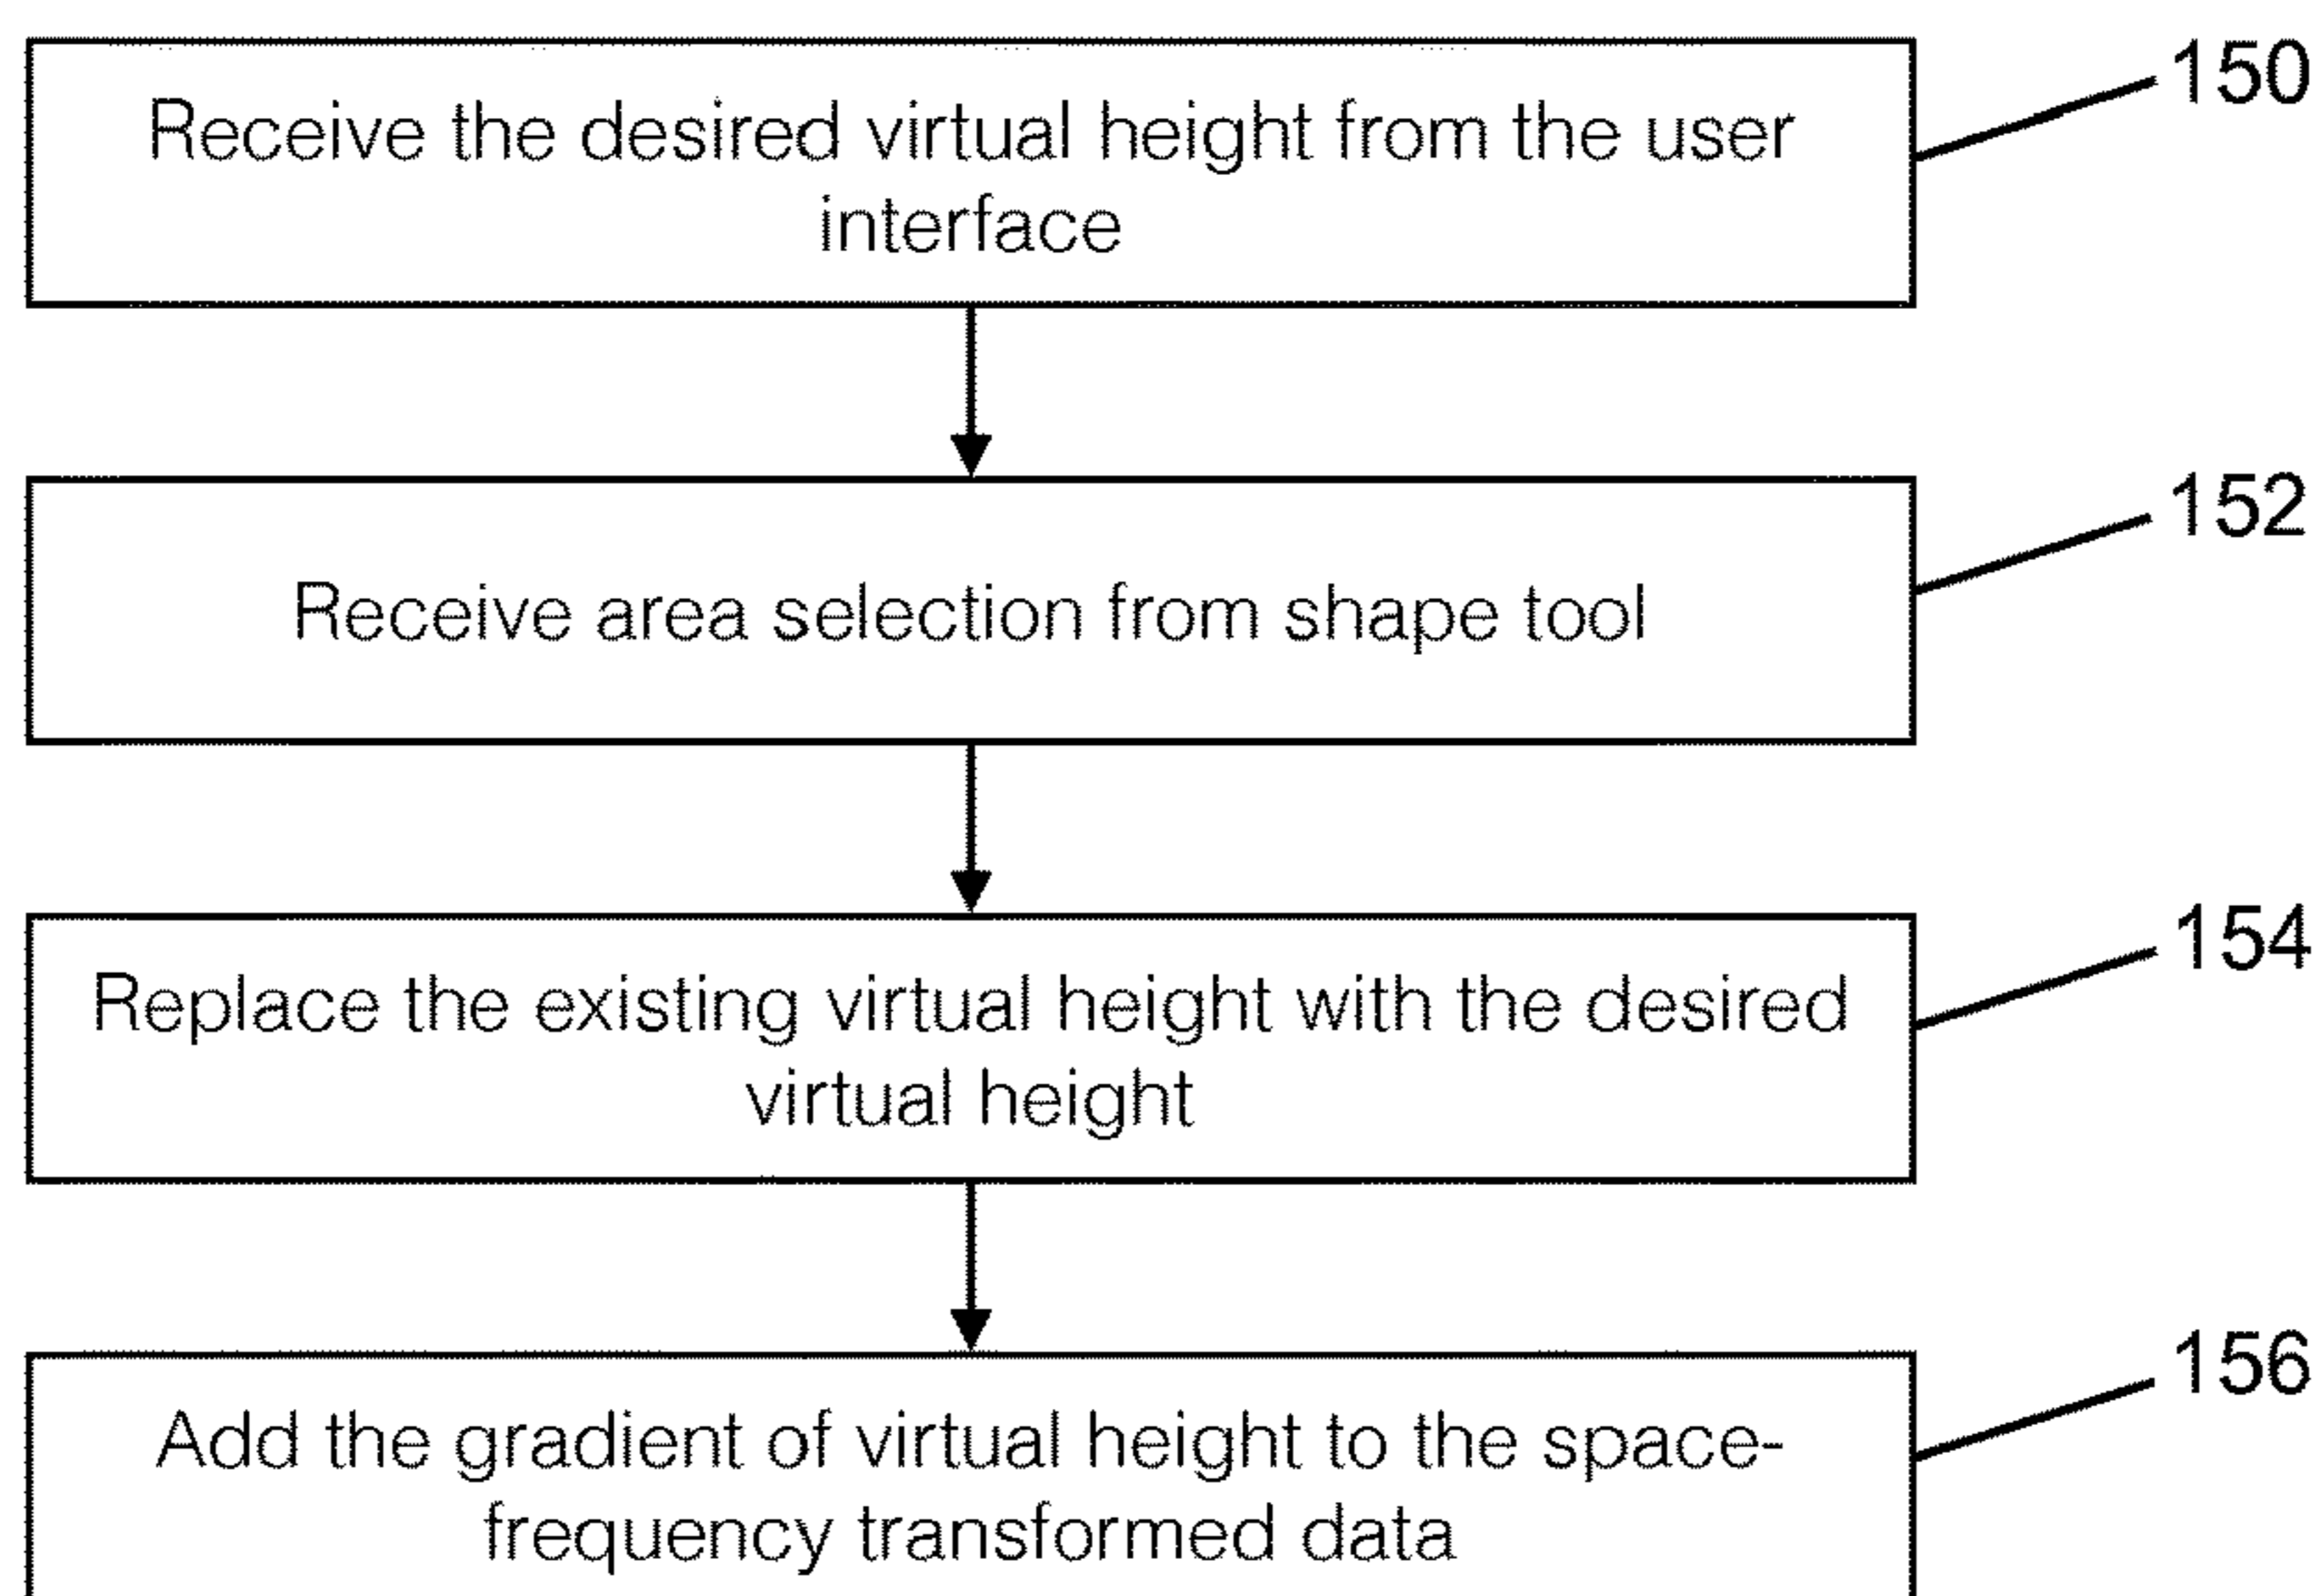 150
Receive the desired virtual height from the user
interface
152
Receive area selection from shape tool
154
Replace the existing virtual height with the desired
virtual height
156
Add the gradient of virtual height to the space-
frequency transformed data